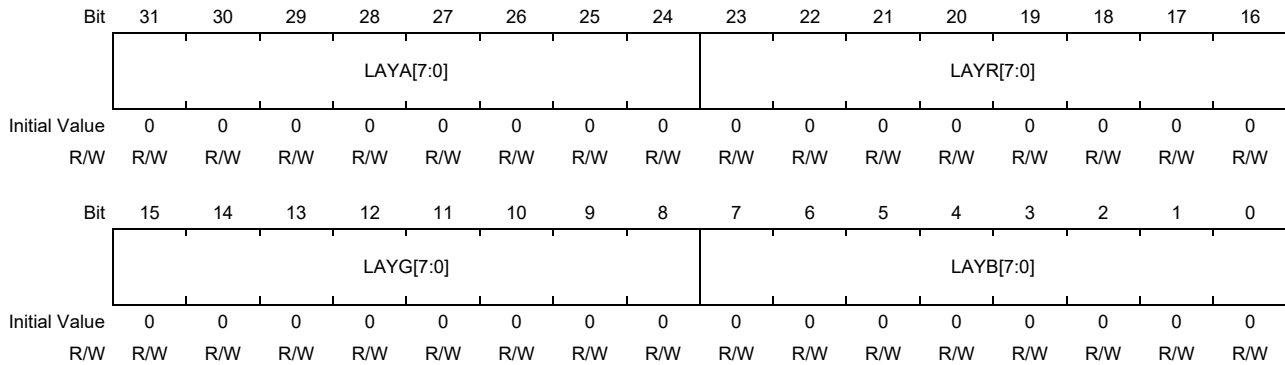 Bit 31 30 29 28 27 26 25 24 23 22 21 20 19 18 17 16
LAYA[7:0] LAYR[7:0]
Initial Value 0 0 0 0 0 0 0 0 0 0 0 0 0 0 0 0
R/W R/W R/W R/W R/W R/W R/W R/W R/W R/W R/W R/W R/W R/W R/W R/W R/W
Bit 15 14 13 12 11 10 9 8 7 6 5 4 3 2 1 0
LAYG[7:0] LAYB[7:0]
Initial Value 0 0 0 0 0 0 0 0 0 0 0 0 0 0 0 0
R/W R/W R/W R/W R/W R/W R/W R/W R/W R/W R/W R/W R/W R/W R/W R/W R/W